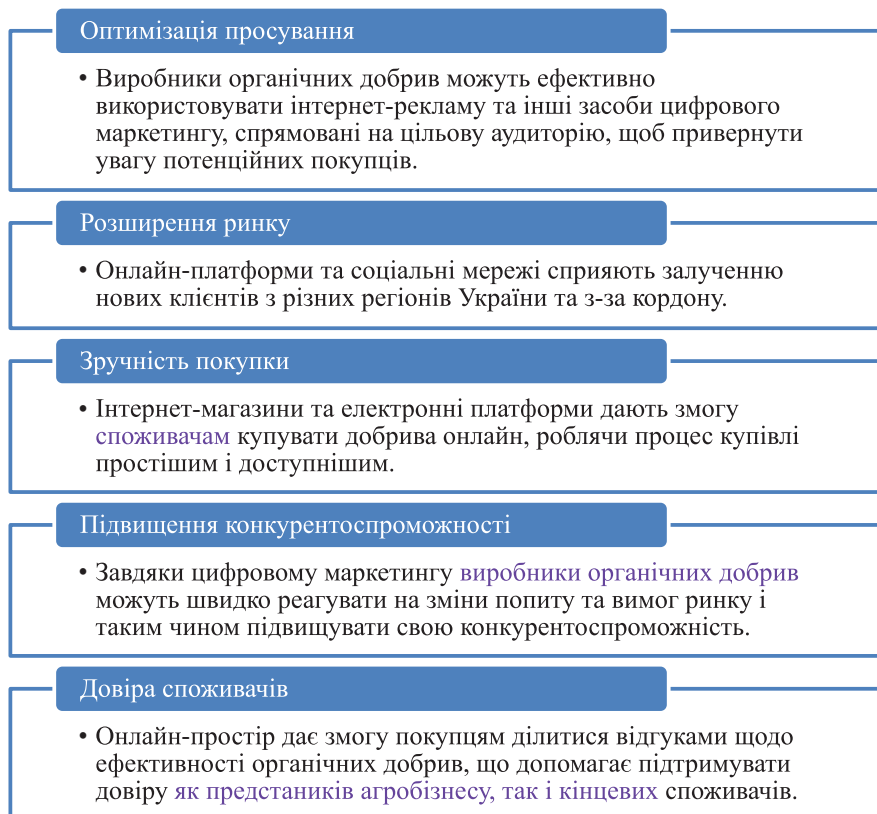 Оптимізація просування
• Виробники органічних добрив можуть ефективно
використовувати інтернет-рекламу та інші засоби цифрового
маркетингу, спрямовані на цільову аудиторію, щоб привернути
увагу потенційних покупців.
Розширення ринку
• Онлайн-платформи та соціальні мережі сприяють залученню
нових клієнтів з різних регіонів України та з-за кордону.
Зручність покупки
• Інтернет-магазини та електронні платформи дають змогу
споживачам купувати добрива онлайн, роблячи процес купівлі
простішим і доступнішим.
Підвищення конкурентоспроможності
• Завдяки цифровому маркетингу виробники органічних добрив
можуть швидко реагувати на зміни попиту та вимог ринку і
таким чином підвищувати свою конкурентоспроможність.
Довіра споживачів
• Онлайн-простір дає змогу покупцям ділитися відгуками щодо
ефективності органічних добрив, що допомагає підтримувати
довіру як предстаників агробізнесу, так і кінцевих споживачів.